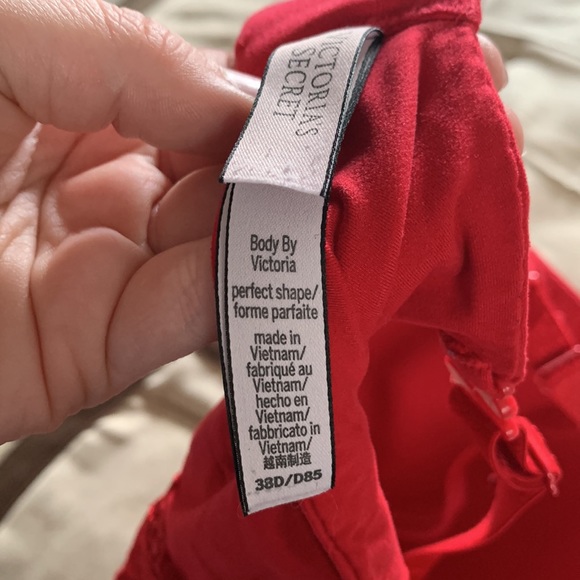 VICTORIA'S
SECRET
Body By
Victoria
perfect shape/
forme parfaite
made in
Vietnam/
fabriqué au
Vietnam/
hecho en
Vietnam/
fabbricato in
Vietnam/
越南制造
38D/D85